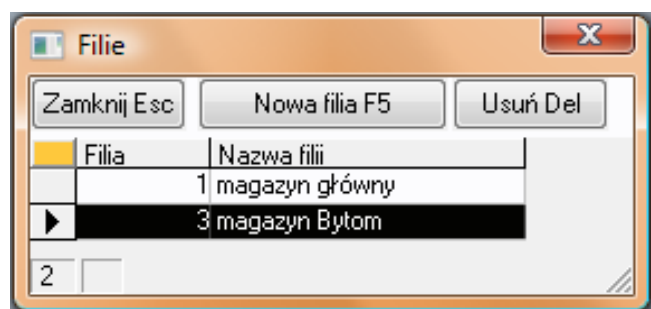 Filie
Zamknij Esc Nowa filia F5 Usuń Del
Filia Nazwa filii
1 magazyn główny
3 magazyn Bytom
2